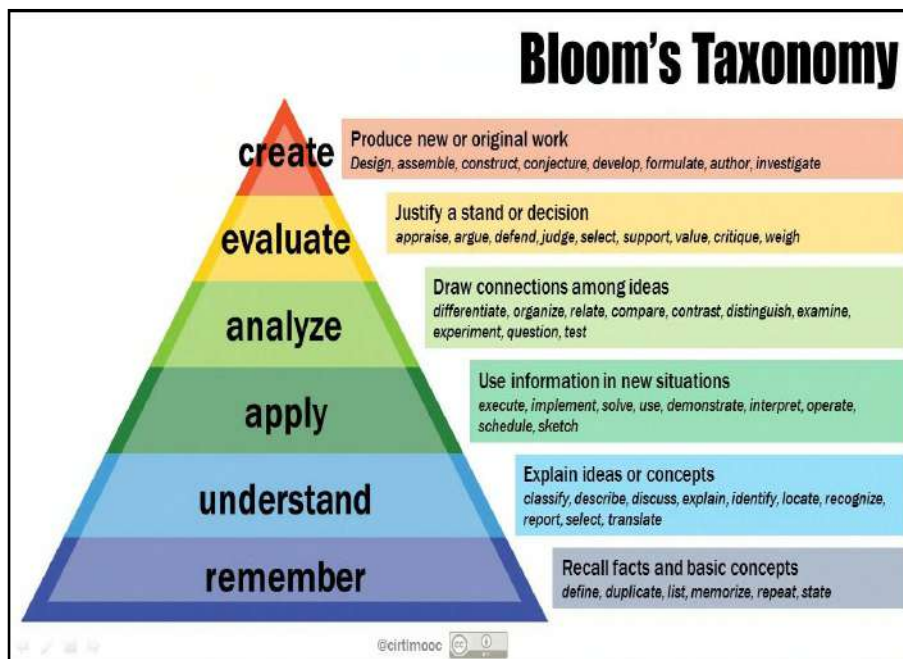 Bloom's Taxonomy
create
Produce new or original work
Design, assemble, construct, conjecture, develop, formulate, author, investigate
evaluate
Justify a stand or decision
appraise, argue, defend, judge, select, support, value, critique, weigh
analyze
Draw connections among ideas
differentiate, organize, relate, compare, contrast, distinguish, examine,
experiment, question, test
apply
Use information in new situations
execute, implement, solve, use, demonstrate, interpret, operate,
schedule, sketch
understand
Explain ideas or concepts
classify, describe, discuss, explain, identify, locate, recognize,
report, select, translate
remember
Recall facts and basic concepts
define, duplicate, list, memorize, repeat, state
@cirtlmooc
cc